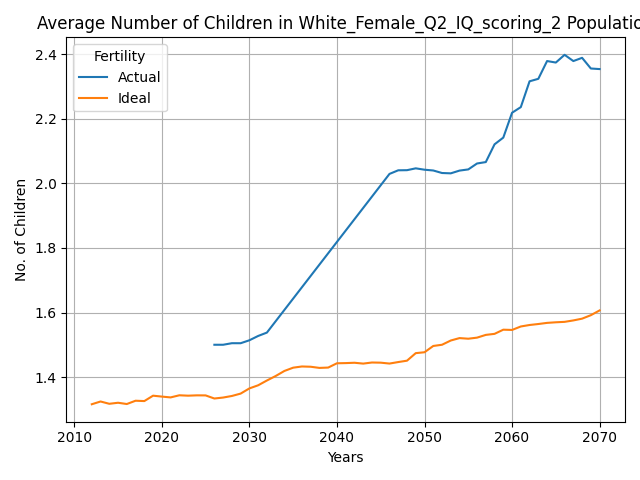 Average Number of Children in White_Female_Q2_IQ_scoring_2 Populatio
Fertility
Actual
Ideal
2.4
2.2
2.0
1.8
1.6
1.4
No. of Children
2010 2020 2030 2040 2050 2060 2070
Years